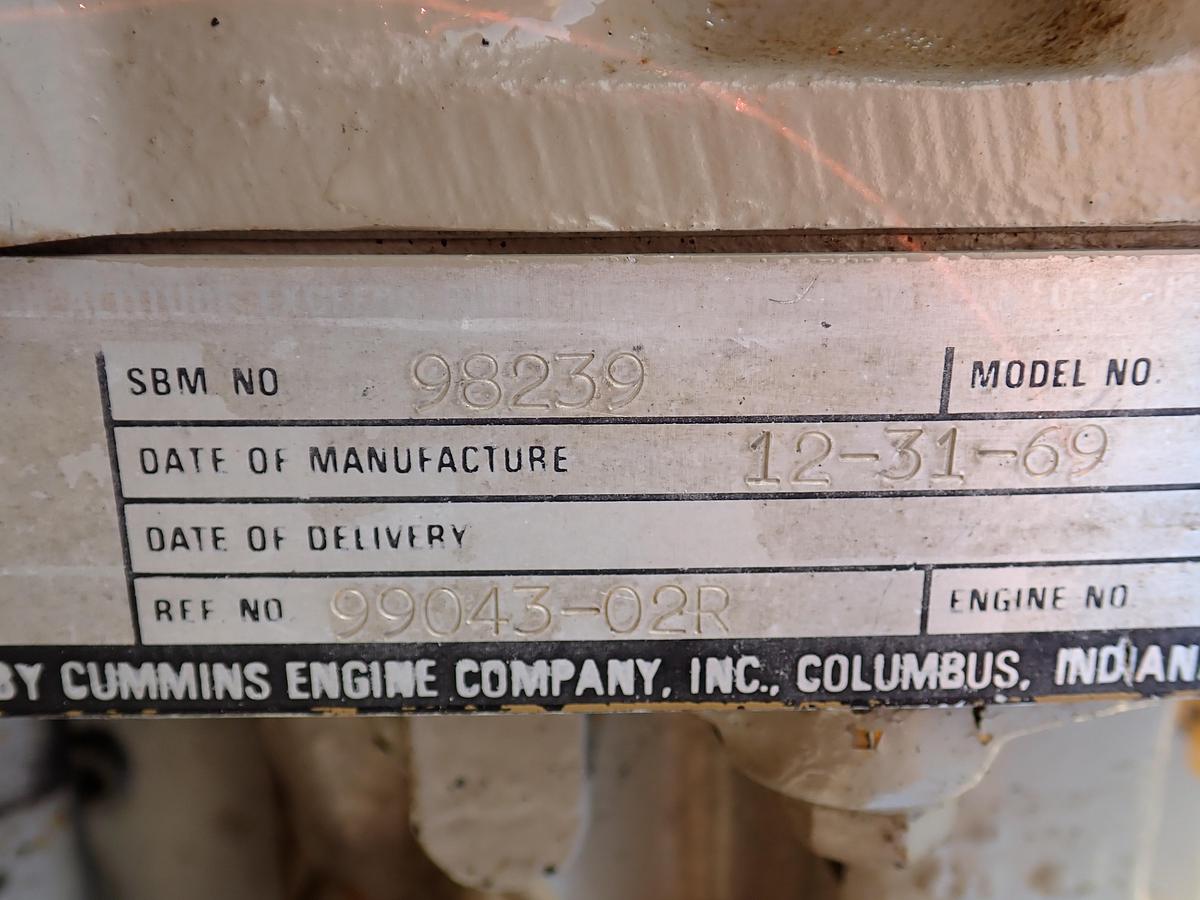 SBM NO 98239 MODEL NO.
DATE OF MANUFACTURE 12-31-69
DATE OF DELIVERY
REF NO 99043-02R ENGINE NO
BY CUMMINS ENGINE COMPANY, INC., COLUMBUS, INDIAN